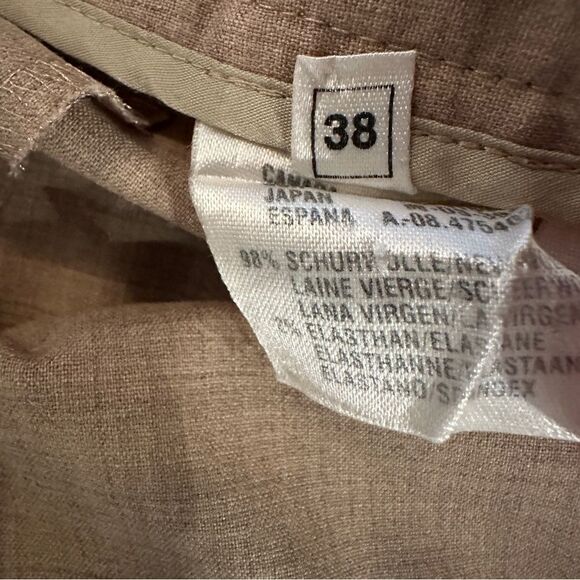 38
CANADA
JAPAN
ESPANA A.-08.4754
98% SCHURWOLLE/NEW
LAINE VIERGE/SCHEER
LANA VIRGEN/LA VIRGEN
2% ELASTHAN/ELASTANE
ELASTHANNE/ELASTAAN
ELASTANO/SPANDEX